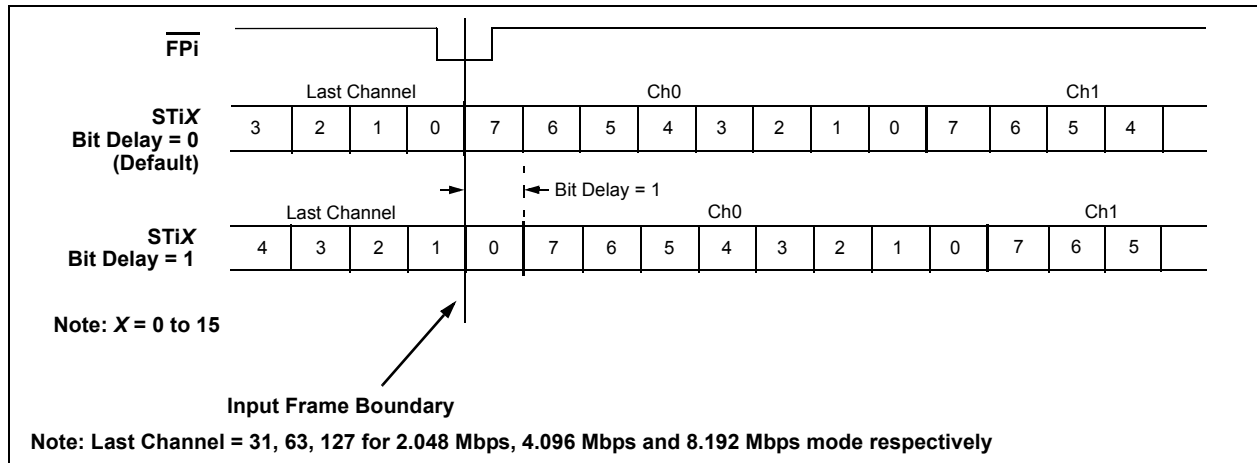 FPi
Last Channel Ch0 Ch1
STiX
Bit Delay = 0
(Default)
3 2 1 0 7 6 5 4 3 2 1 0 7 6 5 4
Bit Delay = 1
Last Channel Ch0 Ch1
STiX
Bit Delay = 1
4 3 2 1 0 7 6 5 4 3 2 1 0 7 6 5
Note: X = 0 to 15
Input Frame Boundary
Note: Last Channel = 31, 63, 127 for 2.048 Mbps, 4.096 Mbps and 8.192 Mbps mode respectively